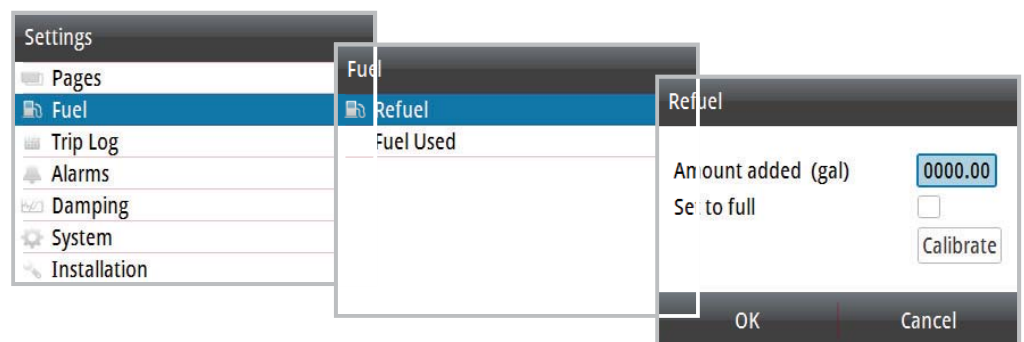 Settings
Pages
Fuel
Trip Log
Alarms
Damping
System
Installation
Fuel
Refuel
Fuel Used
Refuel
Amount added (gal)
0000.00
Set to full
Calibrate
OK
Cancel